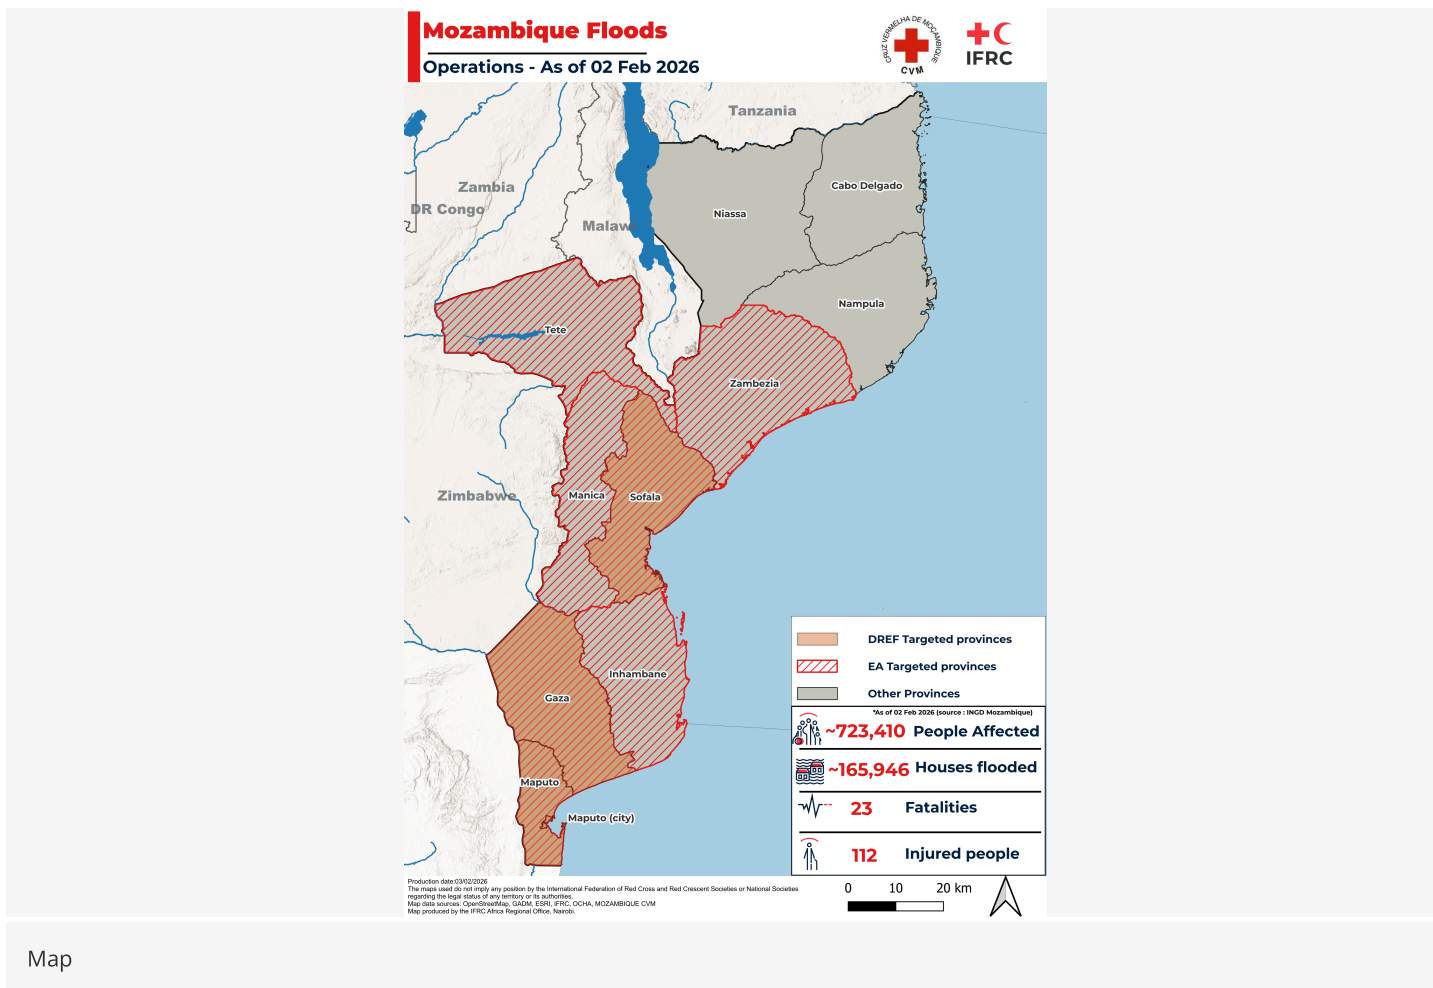 Mozambique Floods
Operations - As of 02 Feb 2026
CRUZ VERMELHA DE MOÇAMBIQUE
CVM
IFRC
Tanzania
Cabo Delgado
Zambia
DR Congo
Niassa
Malawi
Nampula
Tete
Zambezia
Zimbabwe
Manica
Sofala
Inhambane
Gaza
Maputo
Maputo (city)
DREF Targeted provinces
EA Targeted provinces
Other Provinces
*As of 02 Feb 2026 (source : INGD Mozambique)
~723,410 People Affected
~165,946 Houses flooded
23 Fatalities
112 Injured people
Production date:03/02/2026
The maps used do not imply any position by the International Federation of Red Cross and Red Crescent Societies or National Societies
regarding the legal status of any territory or its authorities.
Map data sources: OpenStreetMap, GADM, ESRI, IFRC, OCHA, MOZAMBIQUE CVM
Map produced by the IFRC Africa Regional Office, Nairobi.
0 10 20 km
Map